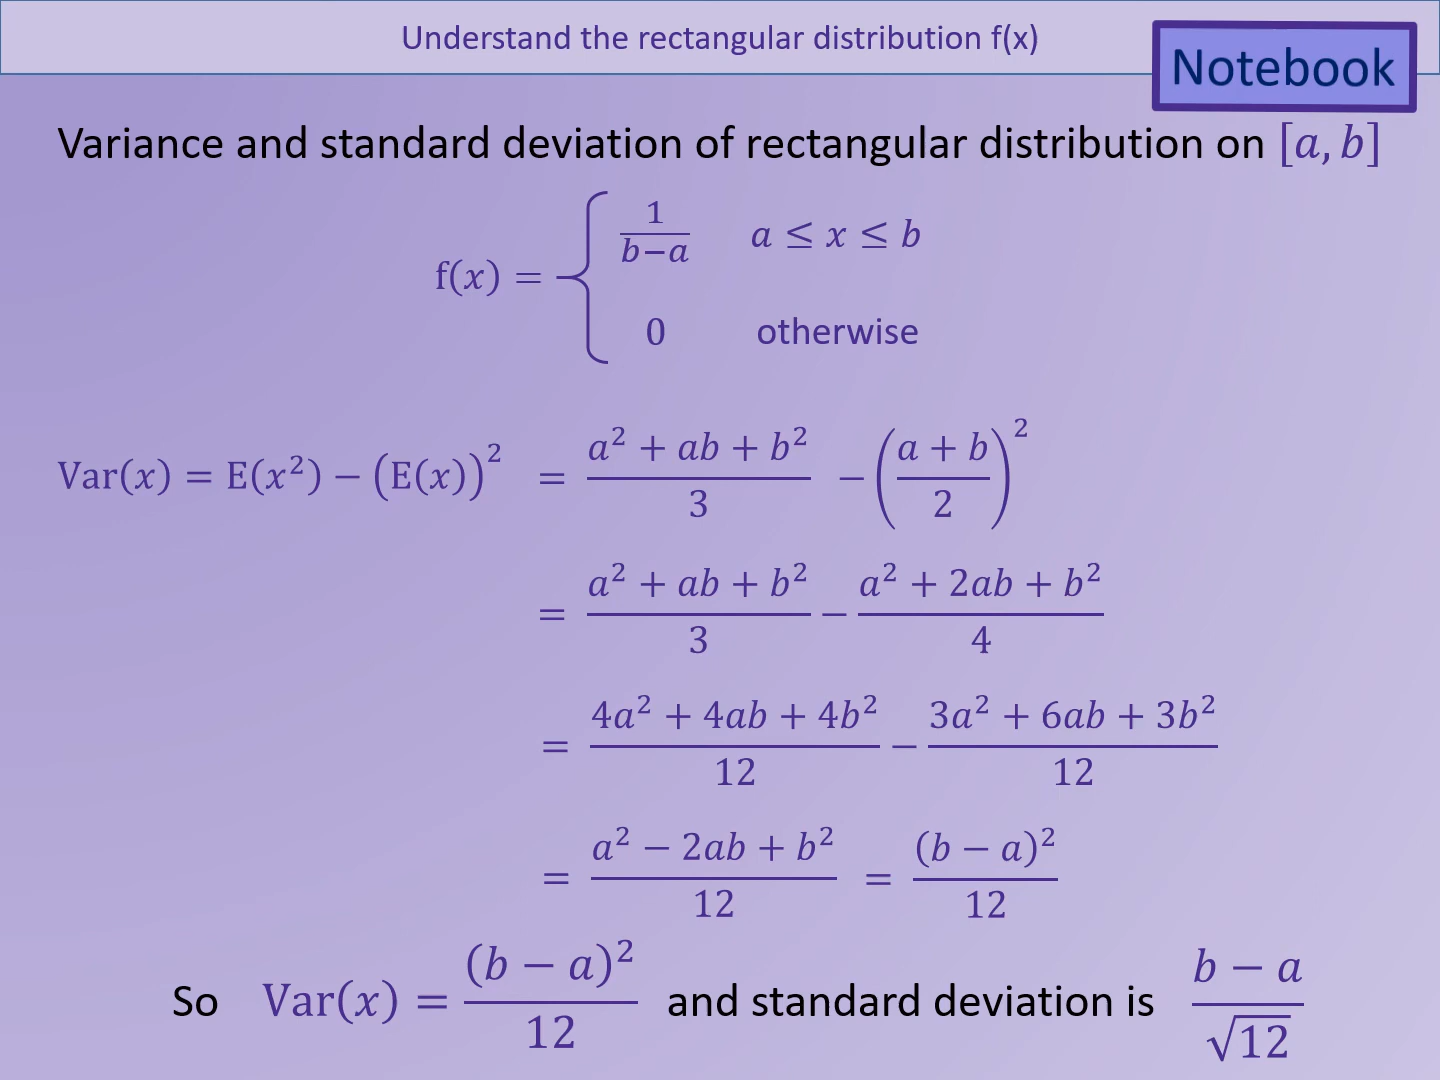 Understand the rectangular distribution f(x)
Notebook
Variance and standard deviation of rectangular distribution on [a, b]
f(x) = { 1/(b−a)   a ≤ x ≤ b
0   otherwise
Var(x) = E(x²) − (E(x))² = (a² + ab + b²)/3 − ((a + b)/2)²
= (a² + ab + b²)/3 − (a² + 2ab + b²)/4
= (4a² + 4ab + 4b²)/12 − (3a² + 6ab + 3b²)/12
= (a² − 2ab + b²)/12 = (b − a)²/12
So Var(x) = (b − a)²/12 and standard deviation is (b − a)/√12